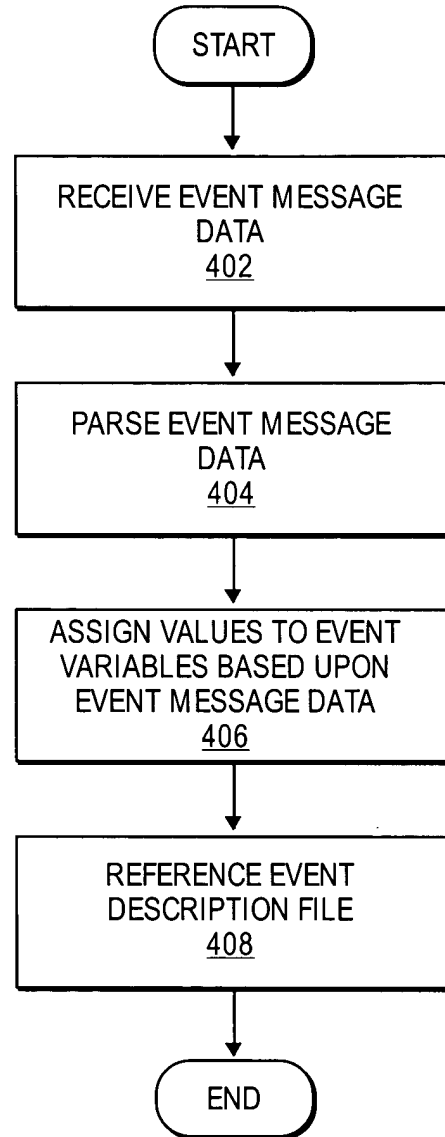 START
RECEIVE EVENT MESSAGE
DATA
402
PARSE EVENT MESSAGE
DATA
404
ASSIGN VALUES TO EVENT
VARIABLES BASED UPON
EVENT MESSAGE DATA
406
REFERENCE EVENT
DESCRIPTION FILE
408
END